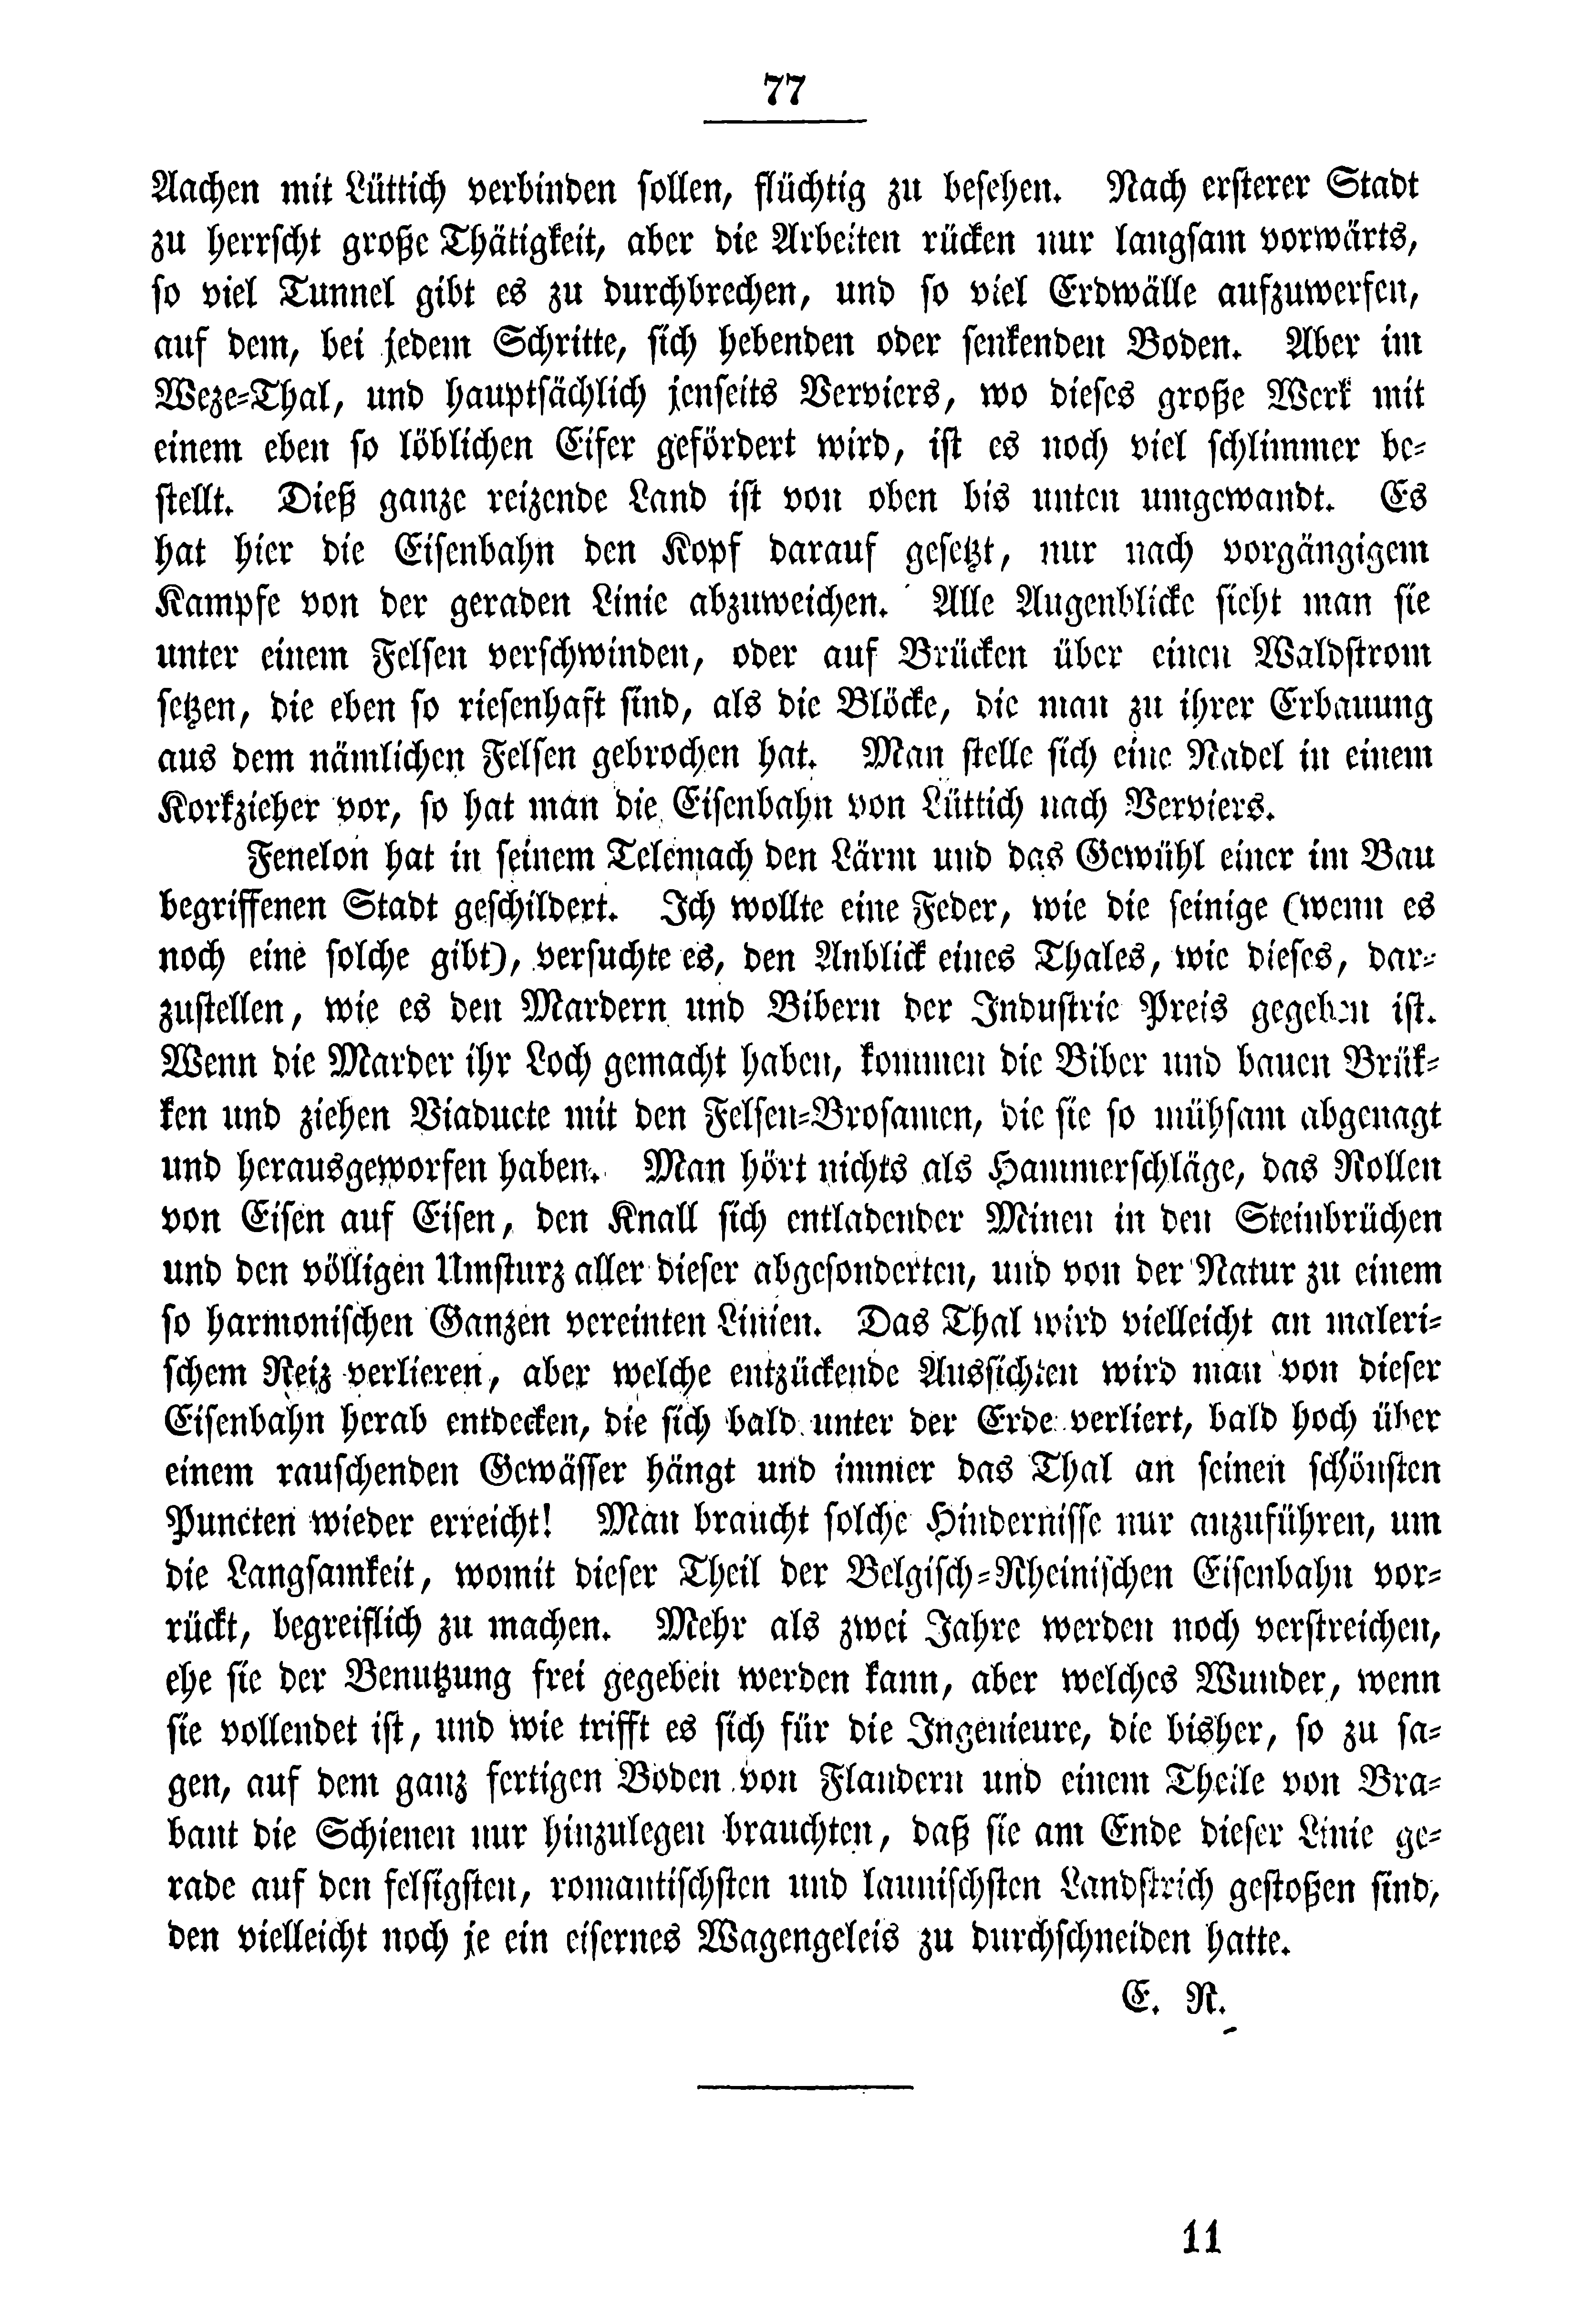 77
Aachen mit Lüttich verbinden sollen, flüchtig zu besehen. Nach ersterer Stadt
zu herrscht große Thätigkeit, aber die Arbeiten rücken nur langsam vorwärts,
so viel Tunnel gibt es zu durchbrechen, und so viel Erdwälle aufzuwerfen,
auf dem, bei jedem Schritte, sich hebenden oder senkenden Boden. Aber im
Weze-Thal, und hauptsächlich jenseits Verviers, wo dieses große Werk mit
einem eben so löblichen Eifer gefördert wird, ist es noch viel schlimmer be-
stellt. Dieß ganze reizende Land ist von oben bis unten umgewandt. Es
hat hier die Eisenbahn den Kopf darauf gesetzt, nur nach vorgängigem
Kampfe von der geraden Linie abzuweichen. Alle Augenblicke sieht man sie
unter einem Felsen verschwinden, oder auf Brücken über einen Waldstrom
setzen, die eben so riesenhaft sind, als die Blöcke, die man zu ihrer Erbauung
aus dem nämlichen Felsen gebrochen hat. Man stelle sich eine Nadel in einem
Korkzieher vor, so hat man die Eisenbahn von Lüttich nach Verviers.
Fenelon hat in seinem Telemach den Lärm und das Gewühl einer im Bau
begriffenen Stadt geschildert. Ich wollte eine Feder, wie die seinige (wenn es
noch eine solche gibt), versuchte es, den Anblick eines Thales, wie dieses, dar-
zustellen, wie es den Mardern und Bibern der Industrie Preis gegeben ist.
Wenn die Marder ihr Loch gemacht haben, kommen die Biber und bauen Brük-
ken und ziehen Viaducte mit den Felsen-Brosamen, die sie so mühsam abgenagt
und herausgeworfen haben. Man hört nichts als Hammerschläge, das Rollen
von Eisen auf Eisen, den Knall sich entladender Minen in den Steinbrüchen
und den völligen Umsturz aller dieser abgesonderten, und von der Natur zu einem
so harmonischen Ganzen vereinten Linien. Das Thal wird vielleicht an maleri-
schem Reiz verlieren, aber welche entzückende Aussichten wird man von dieser
Eisenbahn herab entdecken, die sich bald unter der Erde verliert, bald hoch über
einem rauschenden Gewässer hängt und immer das Thal an seinen schönsten
Puncten wieder erreicht! Man braucht solche Hindernisse nur anzuführen, um
die Langsamkeit, womit dieser Theil der Belgisch-Rheinischen Eisenbahn vor-
rückt, begreiflich zu machen. Mehr als zwei Jahre werden noch verstreichen,
ehe sie der Benutzung frei gegeben werden kann, aber welches Wunder, wenn
sie vollendet ist, und wie trifft es sich für die Ingenieure, die bisher, so zu sa-
gen, auf dem ganz fertigen Boden von Flandern und einem Theile von Bra-
bant die Schienen nur hinzulegen brauchten, daß sie am Ende dieser Linie ge-
rade auf den felsigsten, romantischsten und launischsten Landstrich gestoßen sind,
den vielleicht noch je ein eisernes Wagengeleis zu durchschneiden hatte.
E. R.
11